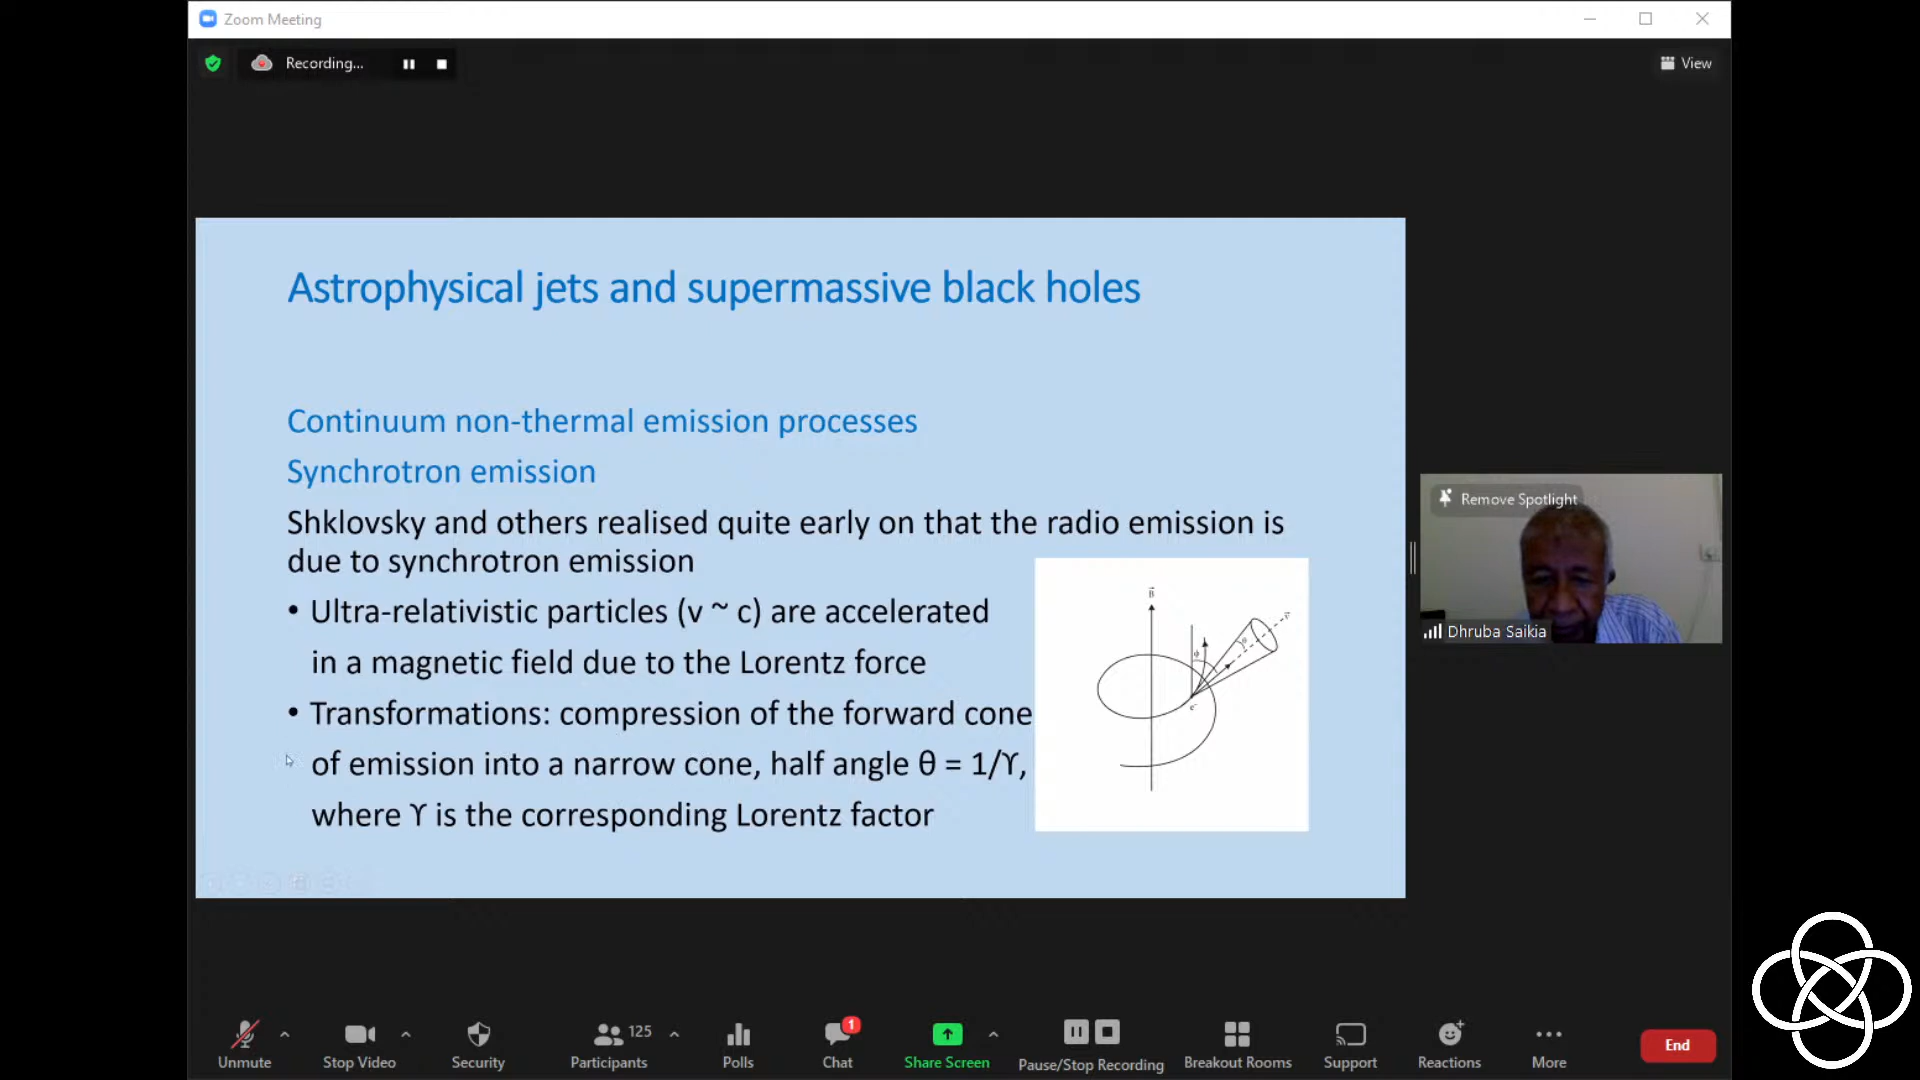 Zoom Meeting
Recording...
View
Astrophysical jets and supermassive black holes
Continuum non-thermal emission processes
Synchrotron emission
Shklovsky and others realised quite early on that the radio emission is
due to synchrotron emission
• Ultra-relativistic particles (v ~ c) are accelerated
in a magnetic field due to the Lorentz force
• Transformations: compression of the forward cone
of emission into a narrow cone, half angle θ = 1/ϒ,
where ϒ is the corresponding Lorentz factor
B
v
θ
e
Remove Spotlight
Dhruba Saikia
Unmute
Stop Video
Security
125
Participants
Polls
1
Chat
Share Screen
Pause/Stop Recording
Breakout Rooms
Support
Reactions
More
End